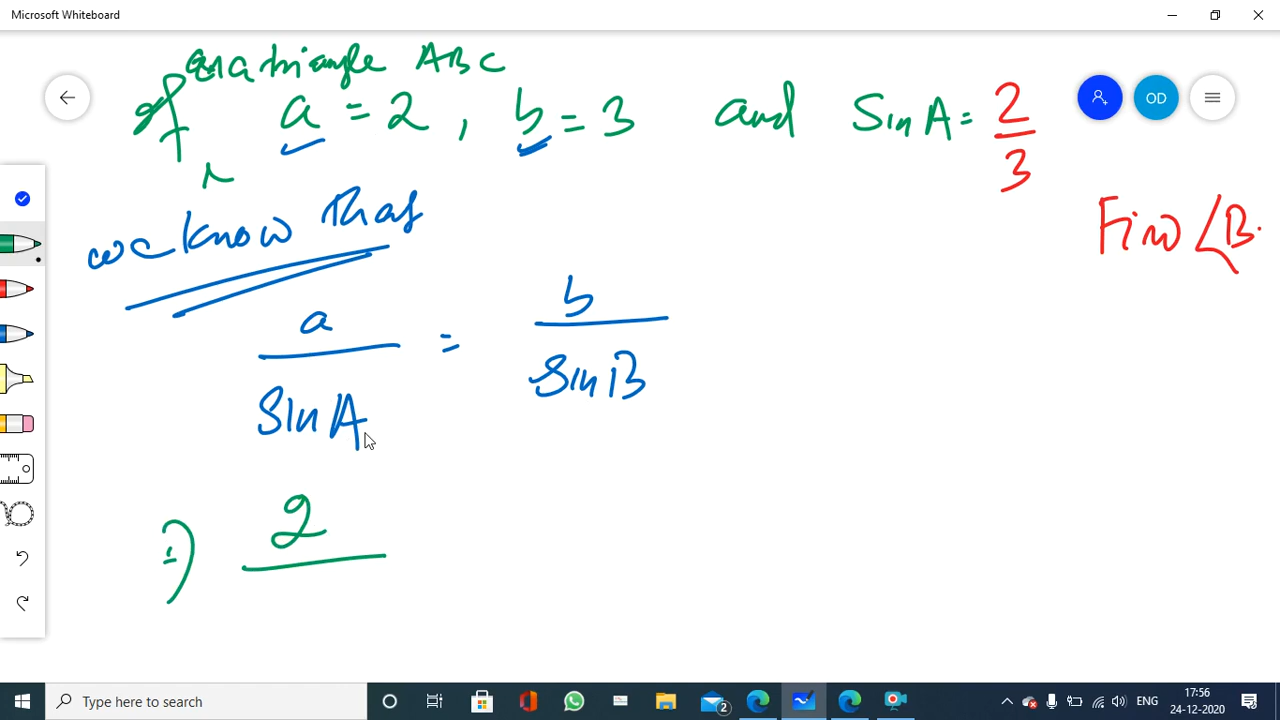 Microsoft Whiteboard
in a triangle ABC
If a = 2, b = 3 and Sin A = 2/3
OD
Find ∠B.
we know that
a/Sin A = b/Sin B
⇒ 2
Type here to search
2
ENG
17:56
24-12-2020